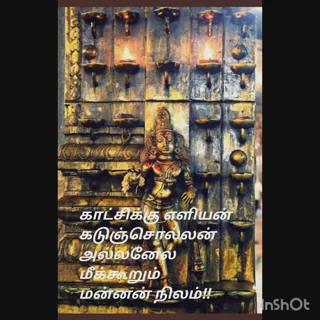 காட்சிக்கு எளியன்
கடுஞ்சொல்லன்
அல்லனேல்
மீக்கூறும்
மன்னன் நிலம்!!
InShOt